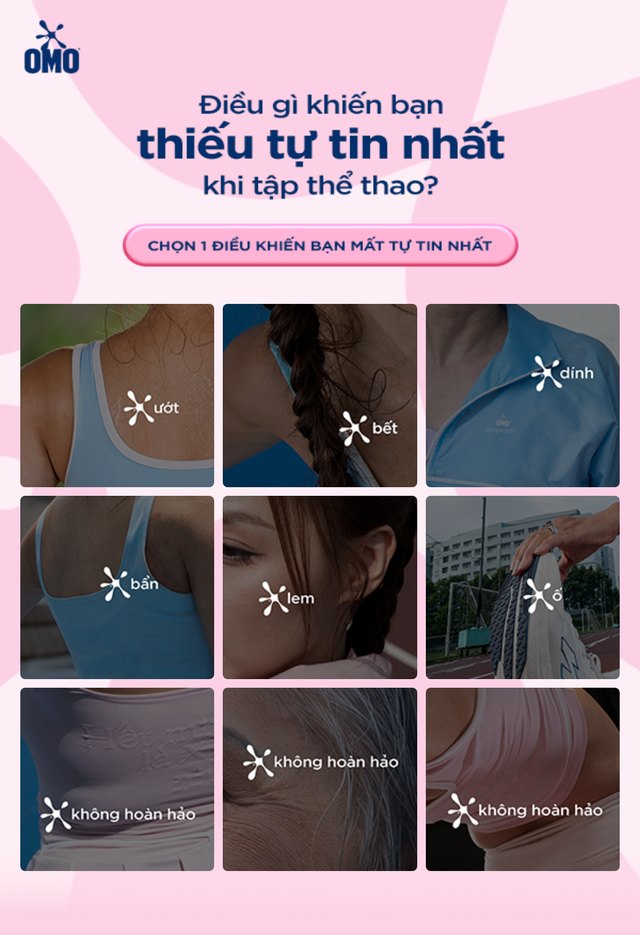 OMO
Điều gì khiến bạn
thiếu tự tin nhất
khi tập thể thao?
CHỌN 1 ĐIỀU KHIẾN BẠN MẤT TỰ TIN NHẤT
ướt
bết
dính
bẩn
lem
ố
không hoàn hảo
không hoàn hảo
không hoàn hảo